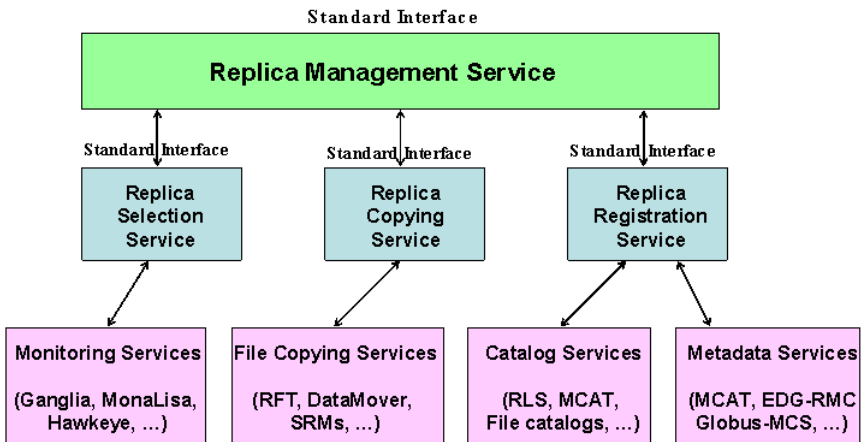 Standard Interface
Replica Management Service
Standard Interface
Standard Interface
Standard Interface
Replica
Selection
Service
Replica
Copying
Service
Replica
Registration
Service
Monitoring Services
(Ganglia, MonaLisa,
Hawkeye, ...)
File Copying Services
(RFT, DataMover,
SRMs, ...)
Catalog Services
(RLS, MCAT,
File catalogs, ...)
Metadata Services
(MCAT, EDG-RMC
Globus-MCS, ...)